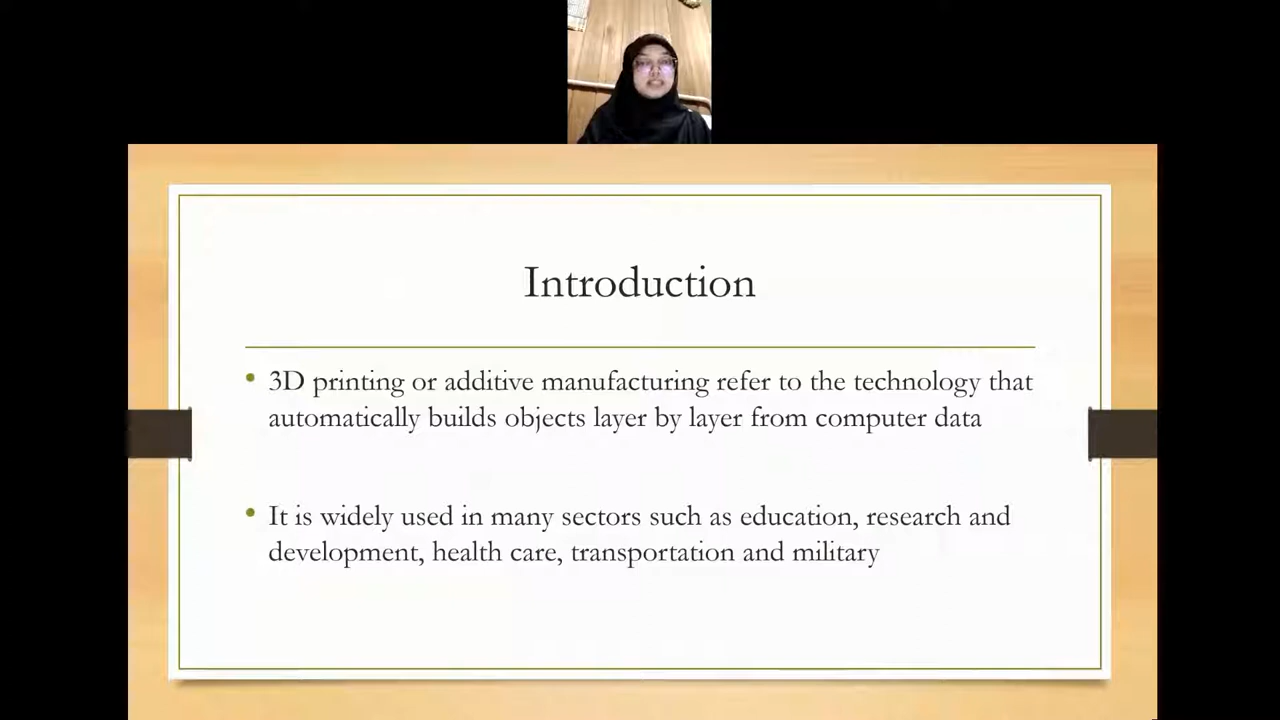 Introduction
3D printing or additive manufacturing refer to the technology that
automatically builds objects layer by layer from computer data
It is widely used in many sectors such as education, research and
development, health care, transportation and military